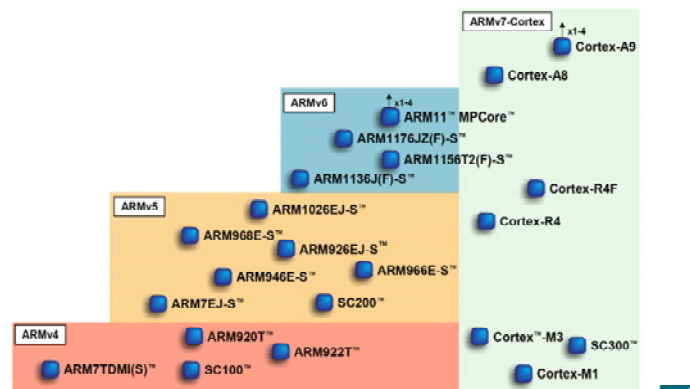 ARMv7-Cortex
x1-4
Cortex-A9
Cortex-A8
ARMv6
x1-4
ARM11™ MPCore™
ARM1176JZ(F)-S™
ARM1156T2(F)-S™
ARM1136J(F)-S™
Cortex-R4F
ARMv5
ARM1026EJ-S™
Cortex-R4
ARM968E-S™
ARM926EJ-S™
ARM966E-S™
ARM946E-S™
ARM7EJ-S™
SC200™
ARMv4
ARM920T™
Cortex™-M3
SC300™
ARM922T™
ARM7TDMI(S)™
SC100™
Cortex-M1